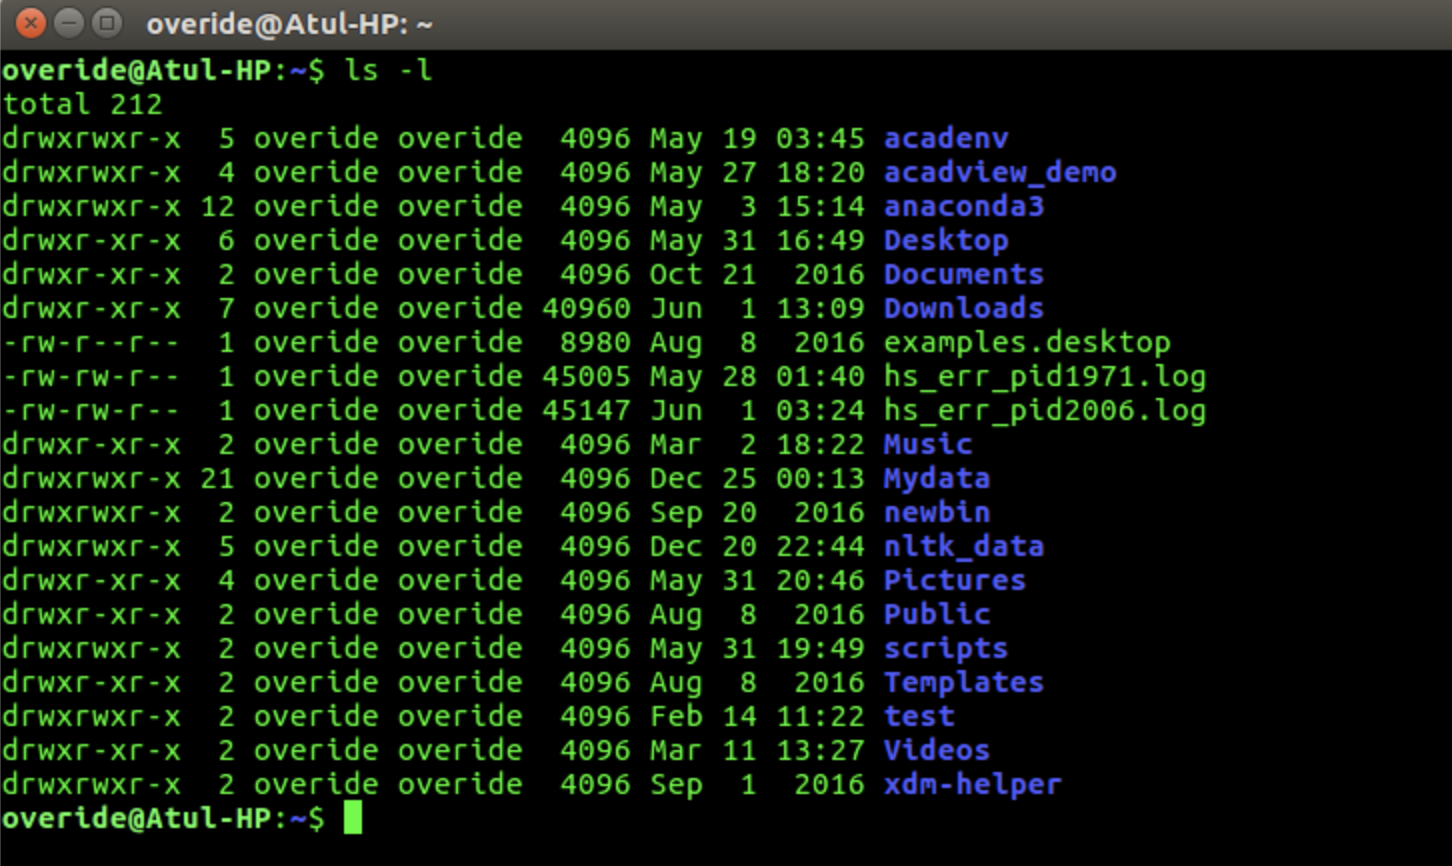 overide@Atul-HP: ~
overide@Atul-HP:~$ ls -l
total 212
drwxrwxr-x  5 overide overide  4096 May 19 03:45 acadenv
drwxrwxr-x  4 overide overide  4096 May 27 18:20 acadview_demo
drwxrwxr-x 12 overide overide  4096 May  3 15:14 anaconda3
drwxr-xr-x  6 overide overide  4096 May 31 16:49 Desktop
drwxr-xr-x  2 overide overide  4096 Oct 21  2016 Documents
drwxr-xr-x  7 overide overide 40960 Jun  1 13:09 Downloads
-rw-r--r--  1 overide overide  8980 Aug  8  2016 examples.desktop
-rw-rw-r--  1 overide overide 45005 May 28 01:40 hs_err_pid1971.log
-rw-rw-r--  1 overide overide 45147 Jun  1 03:24 hs_err_pid2006.log
drwxr-xr-x  2 overide overide  4096 Mar  2 18:22 Music
drwxrwxr-x 21 overide overide  4096 Dec 25 00:13 Mydata
drwxrwxr-x  2 overide overide  4096 Sep 20  2016 newbin
drwxrwxr-x  5 overide overide  4096 Dec 20 22:44 nltk_data
drwxr-xr-x  4 overide overide  4096 May 31 20:46 Pictures
drwxr-xr-x  2 overide overide  4096 Aug  8  2016 Public
drwxrwxr-x  2 overide overide  4096 May 31 19:49 scripts
drwxr-xr-x  2 overide overide  4096 Aug  8  2016 Templates
drwxrwxr-x  2 overide overide  4096 Feb 14 11:22 test
drwxr-xr-x  2 overide overide  4096 Mar 11 13:27 Videos
drwxrwxr-x  2 overide overide  4096 Sep  1  2016 xdm-helper
overide@Atul-HP:~$